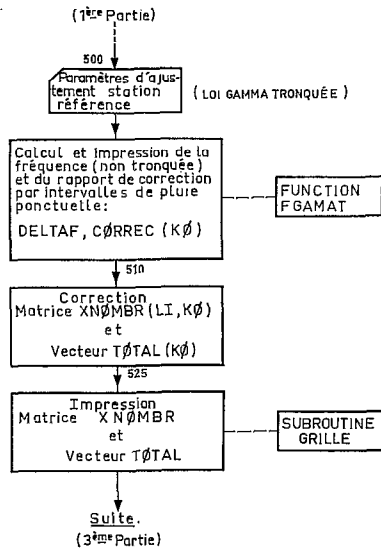 (1ère Partie)
500
Paramètres d'ajus-
tement station
référence
(LOI GAMMA TRONQUÉE)
Calcul et Impression de la
fréquence (non tronquée)
et du rapport de correction
par intervalles de pluie
ponctuelle:
DELTAF, CØRREC (KØ)
FUNCTION
FGAMAT
510
Correction
Matrice XNØMBR (LI, KØ)
et
Vecteur TØTAL (KØ)
525
Impression
Matrice XNØMBR
et
Vecteur TØTAL
SUBROUTINE
GRILLE
Suite.
(3ème Partie)